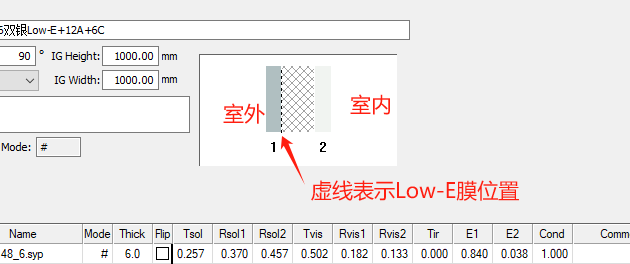 6双银Low-E+12A+6C
90 ° IG Height: 1000.00 mm
IG Width: 1000.00 mm
室外 室内
Mode: #
1 2
虚线表示Low-E膜位置
Name Mode Thick Flip Tsol Rsol1 Rsol2 Tvis Rvis1 Rvis2 Tir E1 E2 Cond Comm
48_6.syp # 6.0 0.257 0.370 0.457 0.502 0.182 0.133 0.000 0.840 0.038 1.000